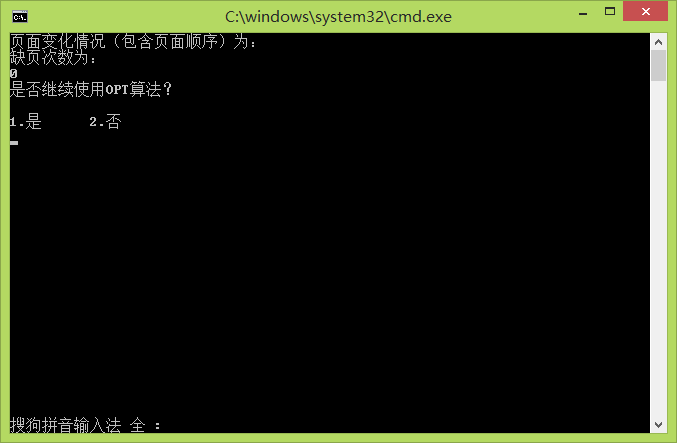 C:\windows\system32\cmd.exe
C:\.
页面变化情况（包含页面顺序）为：
缺页次数为：
0
是否继续使用OPT算法？
1.是 2.否
搜狗拼音输入法 全 ：